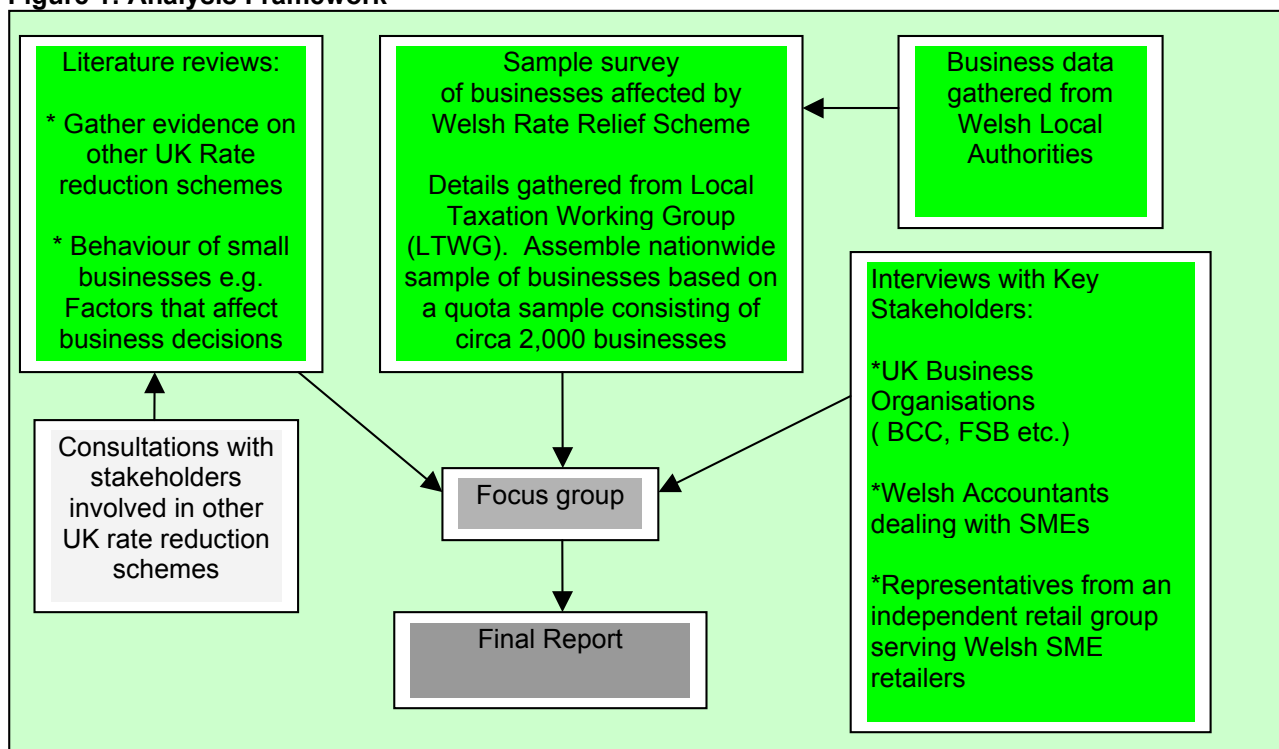 Figure 1: Analysis Framework
Literature reviews:
* Gather evidence on
other UK Rate
reduction schemes
* Behaviour of small
businesses e.g.
Factors that affect
business decisions
Sample survey
of businesses affected by
Welsh Rate Relief Scheme
Details gathered from Local
Taxation Working Group
(LTWG).  Assemble nationwide
sample of businesses based on
a quota sample consisting of
circa 2,000 businesses
Business data
gathered from
Welsh Local
Authorities
Interviews with Key
Stakeholders:
*UK Business
Organisations
( BCC, FSB etc.)
*Welsh Accountants
dealing with SMEs
*Representatives from an
independent retail group
serving Welsh SME
retailers
Consultations with
stakeholders
involved in other
UK rate reduction
schemes
Focus group
Final Report